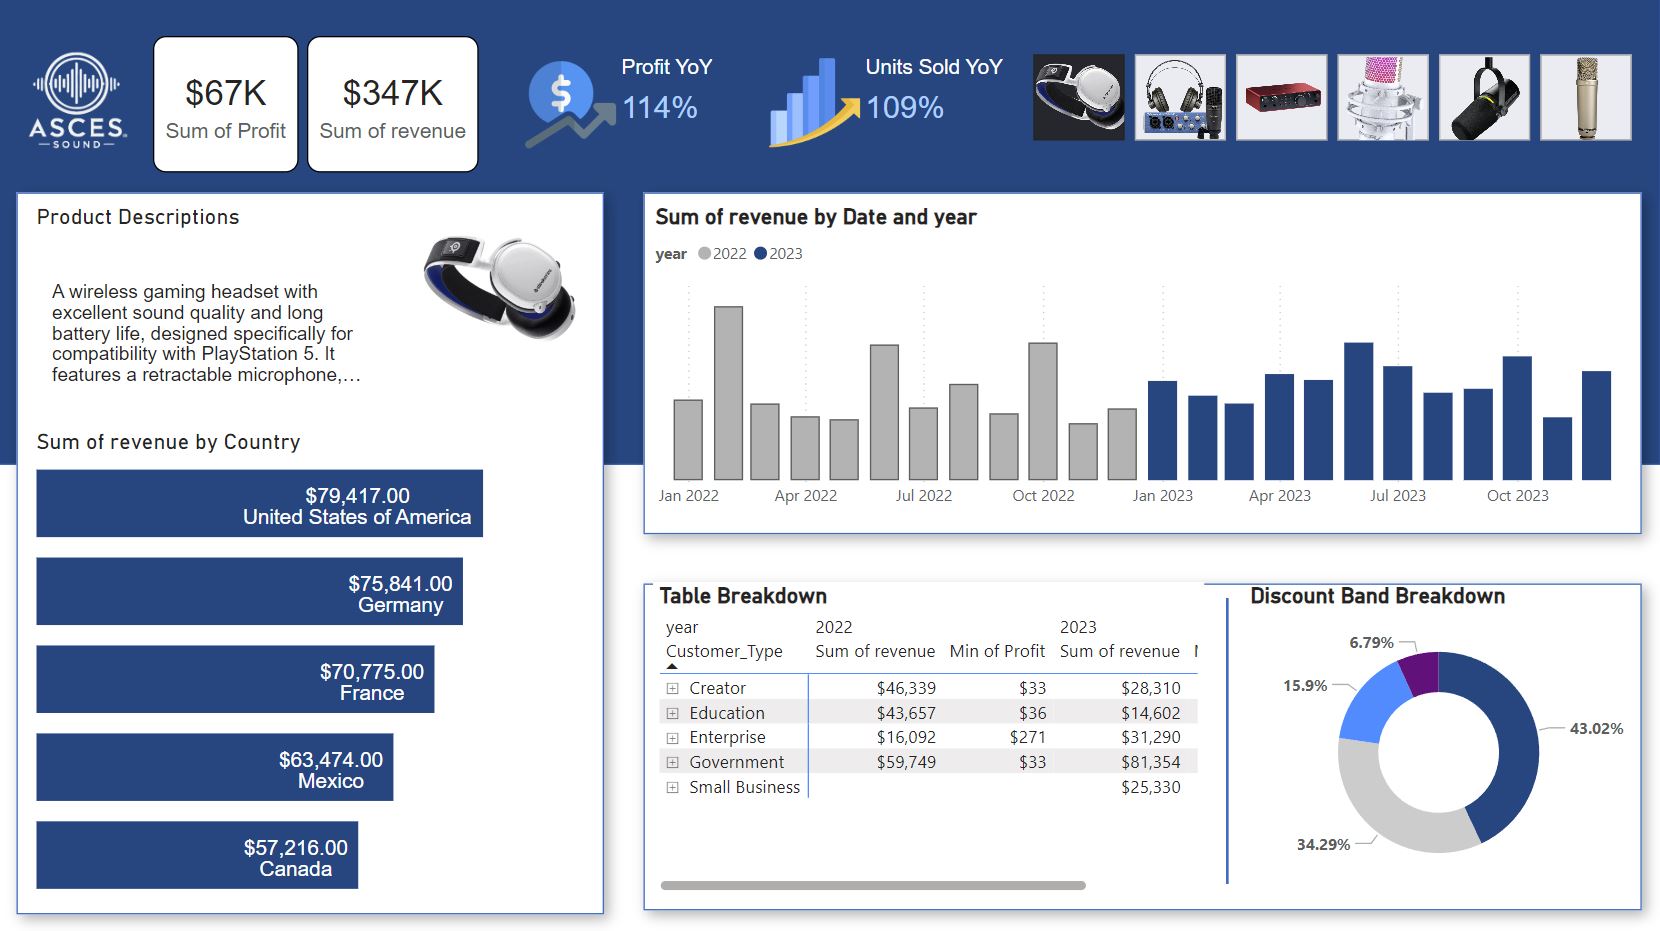 ASCES
SOUND
$67K
Sum of Profit
$347K
Sum of revenue
Profit YoY
114%
Units Sold YoY
109%
Product Descriptions
A wireless gaming headset with
excellent sound quality and long
battery life, designed specifically for
compatibility with PlayStation 5. It
features a retractable microphone,…
Sum of revenue by Country
$79,417.00
United States of America
$75,841.00
Germany
$70,775.00
France
$63,474.00
Mexico
$57,216.00
Canada
Sum of revenue by Date and year
year 2022 2023
Jan 2022 Apr 2022 Jul 2022 Oct 2022 Jan 2023 Apr 2023 Jul 2023 Oct 2023
Table Breakdown
year 2022 2023
Customer_Type Sum of revenue Min of Profit Sum of revenue
Creator $46,339 $33 $28,310
Education $43,657 $36 $14,602
Enterprise $16,092 $271 $31,290
Government $59,749 $33 $81,354
Small Business $25,330
Discount Band Breakdown
6.79%
15.9%
43.02%
34.29%